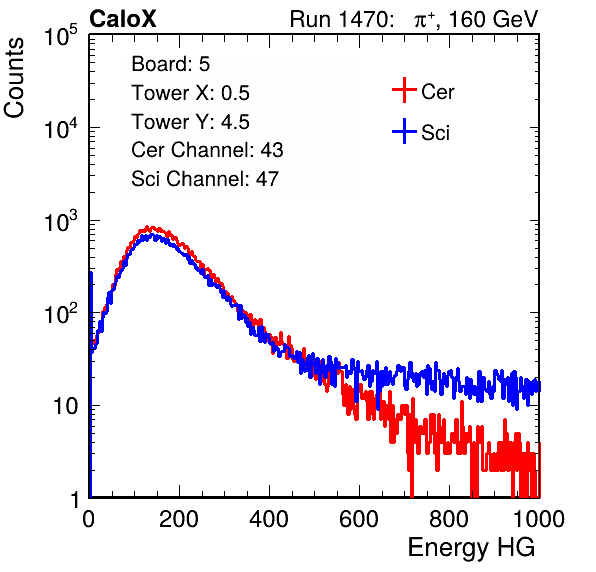 CaloX Run 1470: π⁺, 160 GeV
Counts
10⁵
10⁴
10³
10²
10
1
Board: 5
Tower X: 0.5
Tower Y: 4.5
Cer Channel: 43
Sci Channel: 47
Cer
Sci
0 200 400 600 800 1000
Energy HG